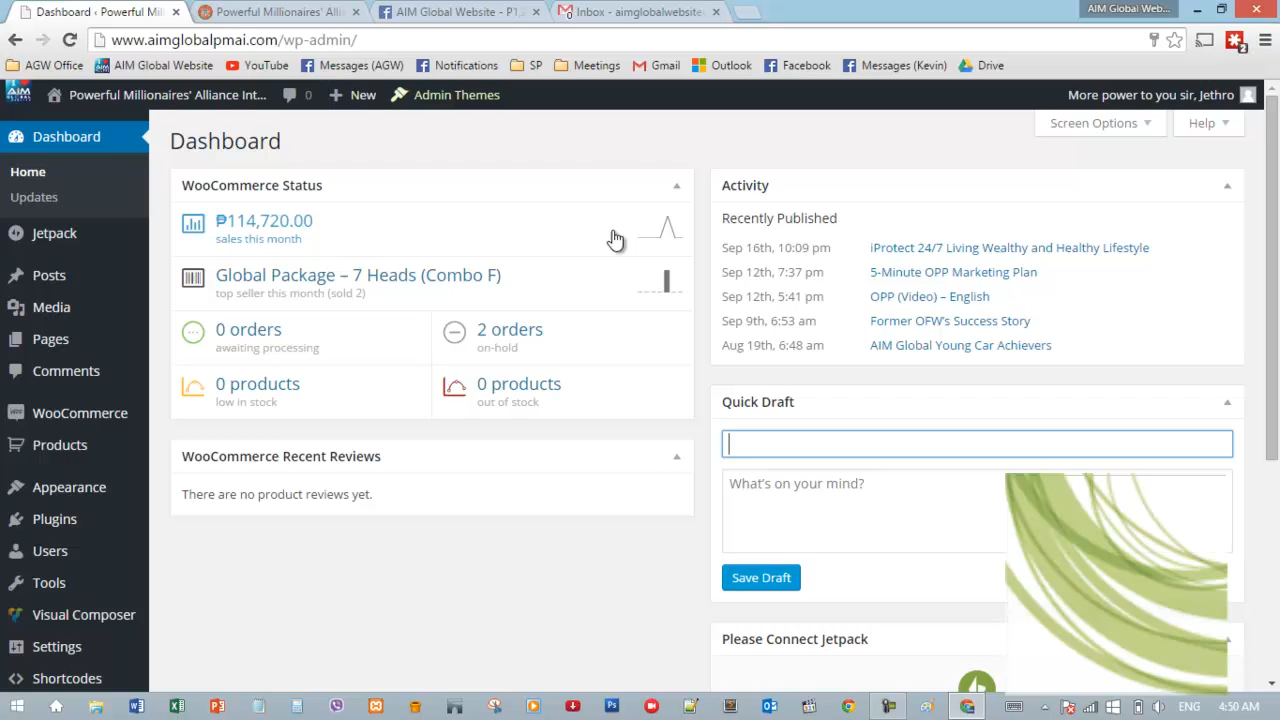 Dashboard ‹ Powerful Mil
Powerful Millionaires' Alli
AIM Global Website - P1,
Inbox - aimglobalwebsite
AIM Global Web...
www.aimglobalpmai.com/wp-admin/
2
AGW Office
AIM Global Website
YouTube
Messages (AGW)
Notifications
SP
Meetings
Gmail
Outlook
Facebook
Messages (Kevin)
Drive
AIM
Powerful Millionaires' Alliance Int...
0
New
Admin Themes
More power to you sir, Jethro
Dashboard
Home
Updates
Jetpack
Posts
Media
Pages
Comments
WooCommerce
Products
Appearance
Plugins
Users
Tools
Visual Composer
Settings
Shortcodes
Dashboard
Screen Options
Help
WooCommerce Status
₱114,720.00
sales this month
Global Package – 7 Heads (Combo F)
top seller this month (sold 2)
0 orders
awaiting processing
2 orders
on-hold
0 products
low in stock
0 products
out of stock
WooCommerce Recent Reviews
There are no product reviews yet.
Activity
Recently Published
Sep 16th, 10:09 pm iProtect 24/7 Living Wealthy and Healthy Lifestyle
Sep 12th, 7:37 pm 5-Minute OPP Marketing Plan
Sep 12th, 5:41 pm OPP (Video) – English
Sep 9th, 6:53 am Former OFW's Success Story
Aug 19th, 6:48 am AIM Global Young Car Achievers
Quick Draft
What's on your mind?
Save Draft
Please Connect Jetpack
ENG
4:50 AM